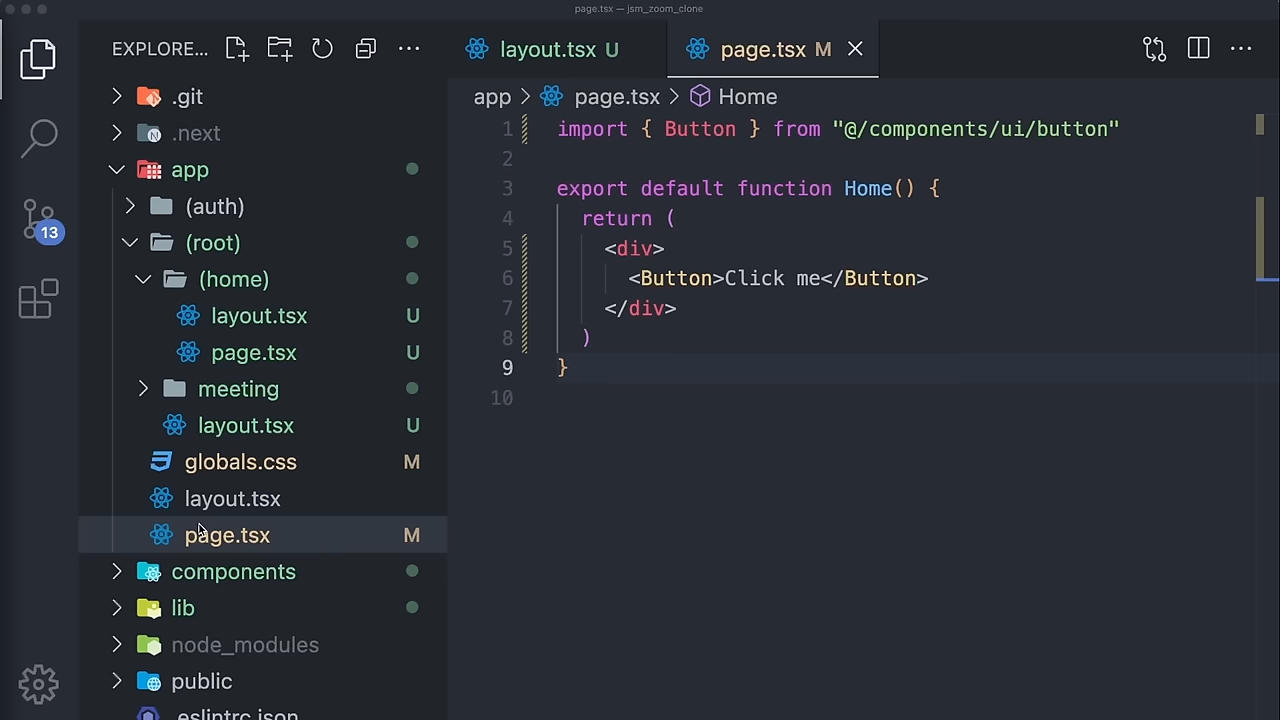 page.tsx — jsm_zoom_clone
EXPLORE...
layout.tsx U
page.tsx M
app > page.tsx > Home
13
.git
.next
app
(auth)
(root)
(home)
layout.tsx U
page.tsx U
meeting
layout.tsx U
globals.css M
layout.tsx
page.tsx M
components
lib
node_modules
public
.eslintrc.json
1 import { Button } from "@/components/ui/button"
2
3 export default function Home() {
4 return (
5 <div>
6 <Button>Click me</Button>
7 </div>
8 )
9 }
10